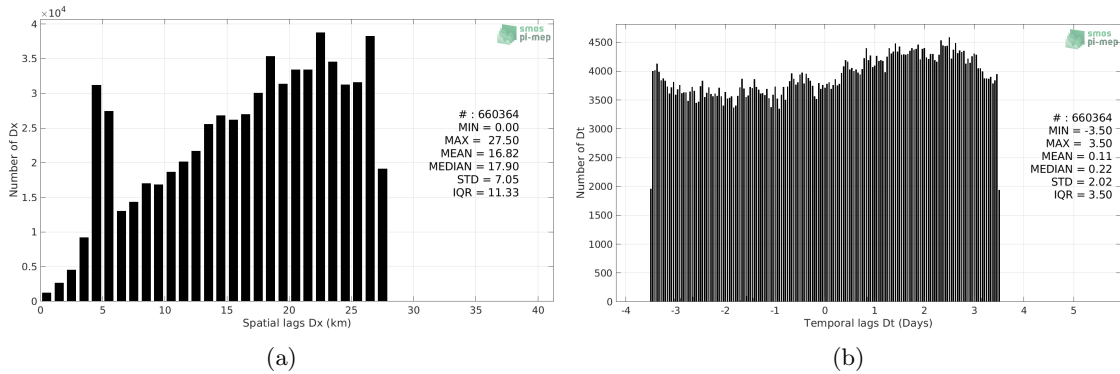 ×10⁴
4
3.5
3
2.5
2
1.5
1
0.5
0
Number of Dx
0 5 10 15 20 25 30 35 40
Spatial lags Dx (km)
smos
pi-mep
# : 660364
MIN = 0.00
MAX = 27.50
MEAN = 16.82
MEDIAN = 17.90
STD = 7.05
IQR = 11.33
(a)
4500
4000
3500
3000
2500
2000
1500
1000
500
0
Number of Dt
-4 -3 -2 -1 0 1 2 3 4 5
Temporal lags Dt (Days)
smos
pi-mep
# : 660364
MIN = -3.50
MAX = 3.50
MEAN = 0.11
MEDIAN = 0.22
STD = 2.02
IQR = 3.50
(b)